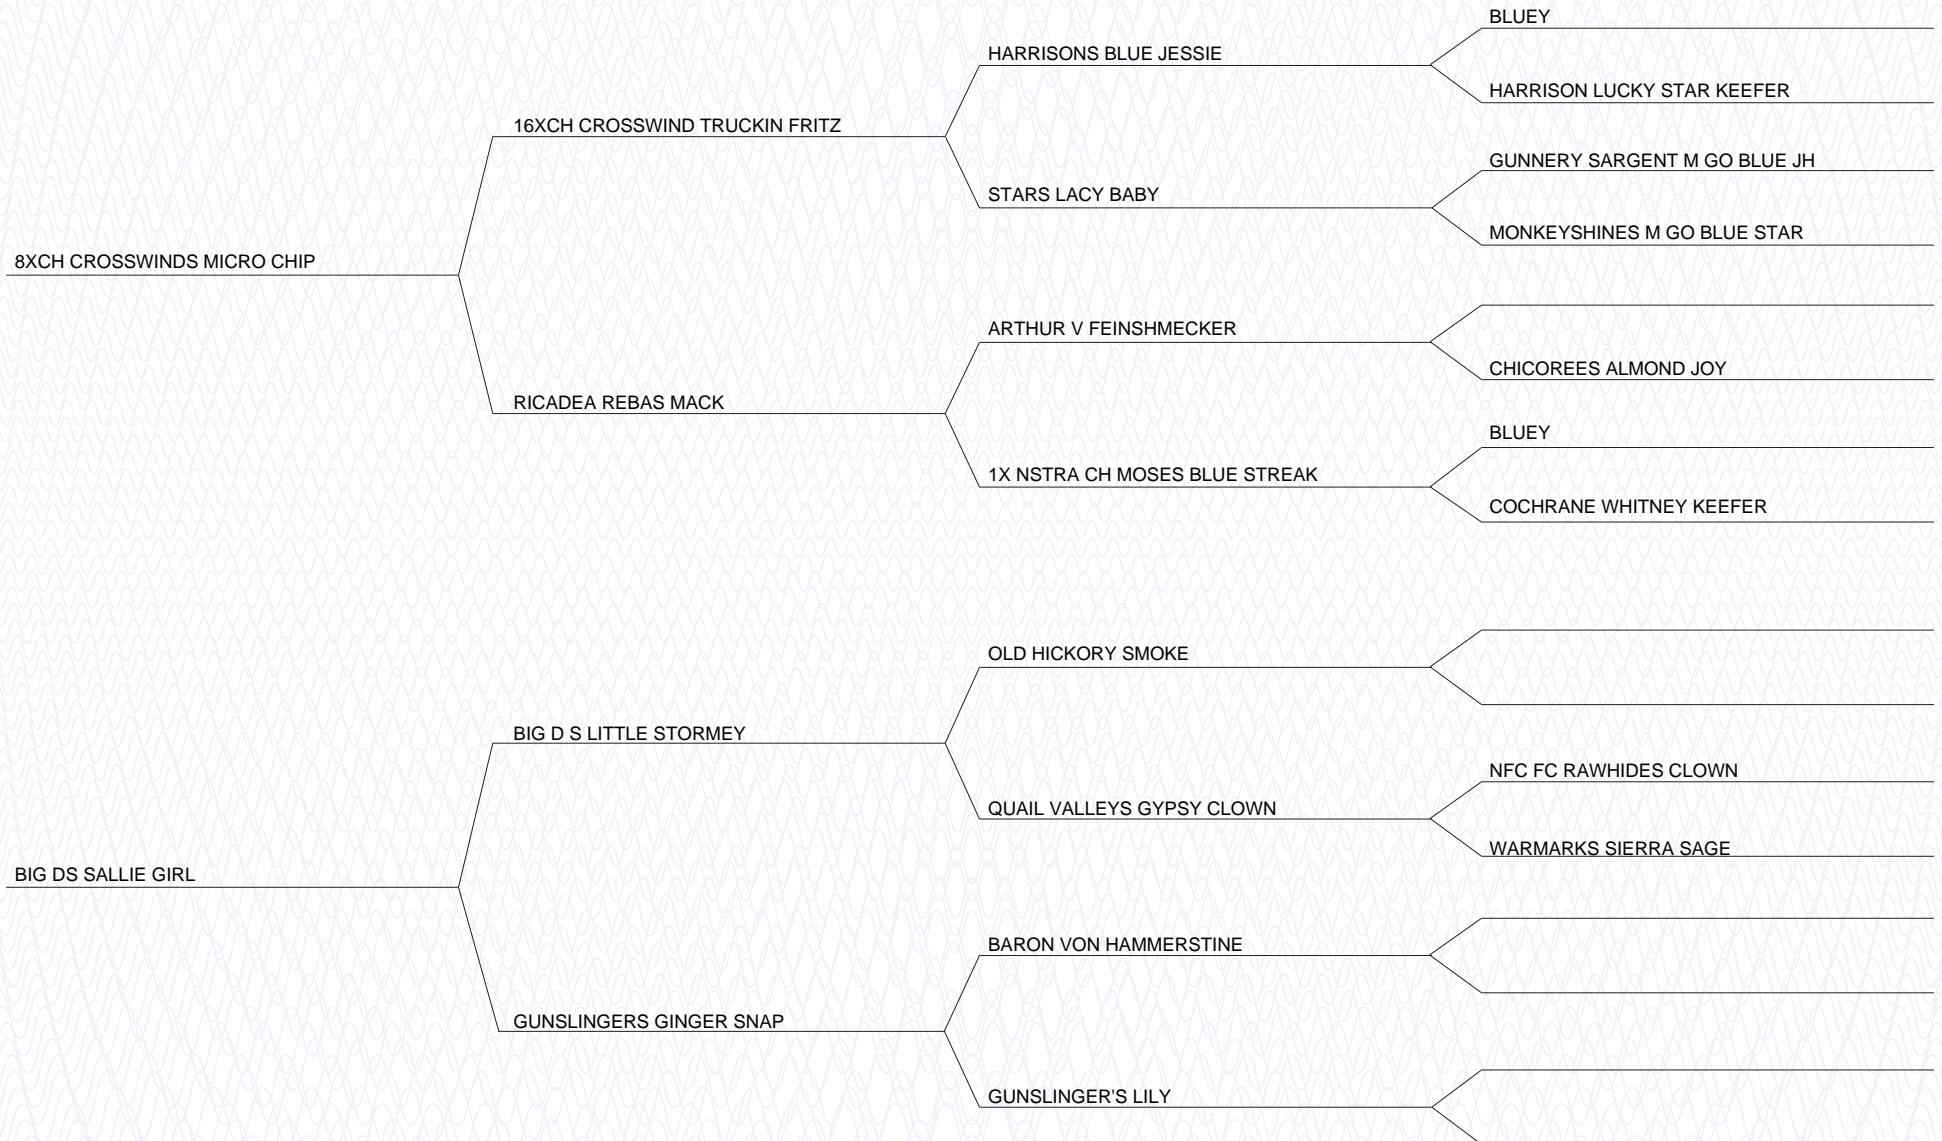 BLUEY
HARRISONS BLUE JESSIE
HARRISON LUCKY STAR KEEFER
16XCH CROSSWIND TRUCKIN FRITZ
GUNNERY SARGENT M GO BLUE JH
STARS LACY BABY
MONKEYSHINES M GO BLUE STAR
8XCH CROSSWINDS MICRO CHIP
ARTHUR V FEINSHMECKER
CHICOREES ALMOND JOY
RICADEA REBAS MACK
BLUEY
1X NSTRA CH MOSES BLUE STREAK
COCHRANE WHITNEY KEEFER
OLD HICKORY SMOKE
BIG D S LITTLE STORMEY
NFC FC RAWHIDES CLOWN
QUAIL VALLEYS GYPSY CLOWN
WARMARKS SIERRA SAGE
BIG DS SALLIE GIRL
BARON VON HAMMERSTINE
GUNSLINGERS GINGER SNAP
GUNSLINGER'S LILY